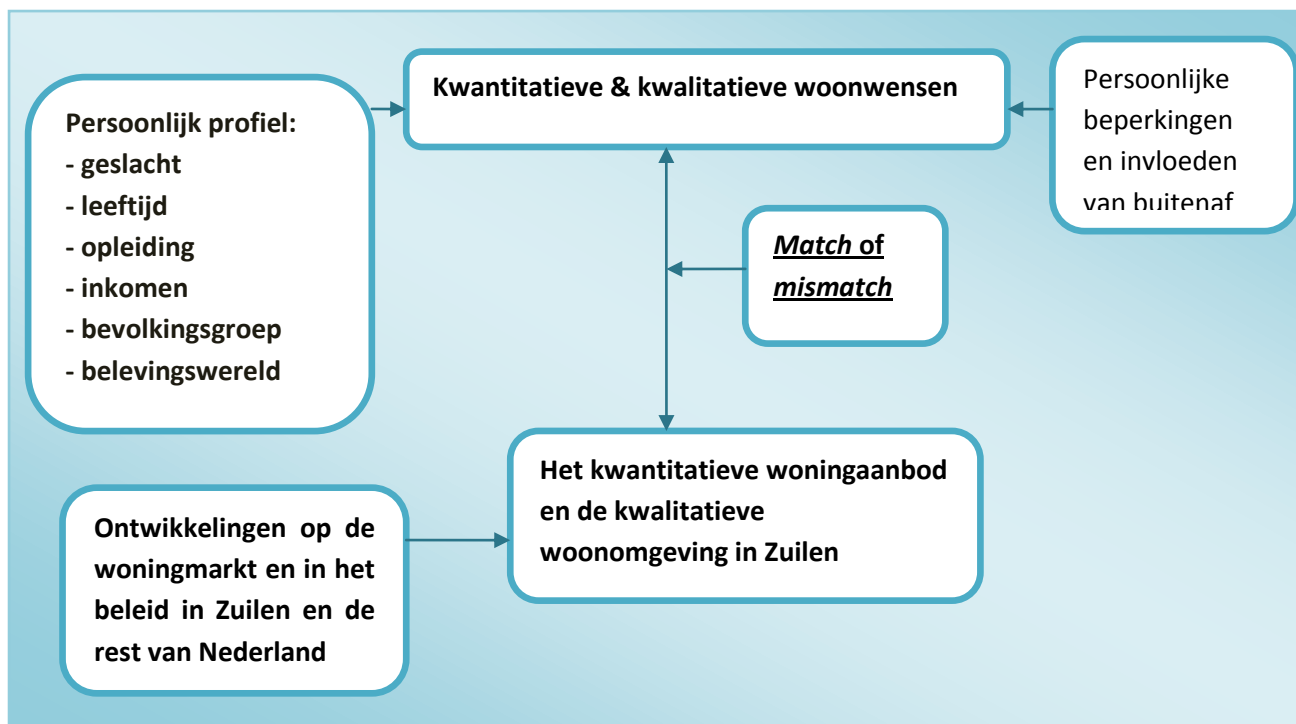 Kwantitatieve & kwalitatieve woonwensen
Persoonlijk profiel:
- geslacht
- leeftijd
- opleiding
- inkomen
- bevolkingsgroep
- belevingswereld
Persoonlijke
beperkingen
en invloeden
van buitenaf
Match of
mismatch
Het kwantitatieve woningaanbod
en de kwalitatieve
woonomgeving in Zuilen
Ontwikkelingen op de
woningmarkt en in het
beleid in Zuilen en de
rest van Nederland